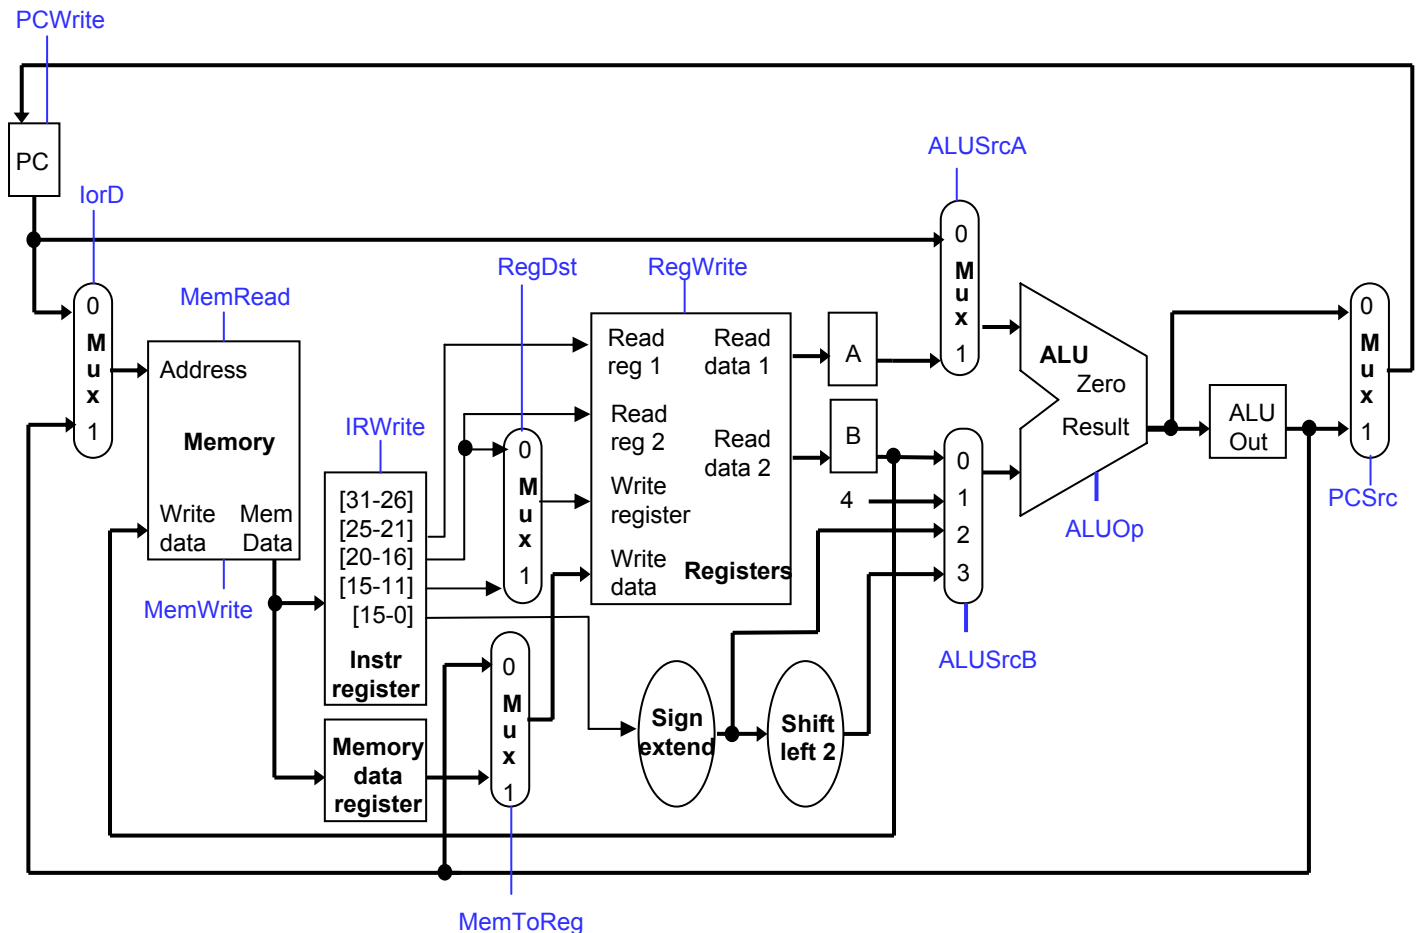 PCWrite
PC
IorD
0
M
u
x
1
MemRead
Address
Memory
Write
data
Mem
Data
MemWrite
IRWrite
[31-26]
[25-21]
[20-16]
[15-11]
[15-0]
Instr
register
Memory
data
register
RegDst
0
M
u
x
1
0
M
u
x
1
MemToReg
RegWrite
Read
reg 1
Read
data 1
Read
reg 2
Read
data 2
Write
register
Write
data
Registers
Sign
extend
Shift
left 2
A
B
4
ALUSrcA
0
M
u
x
1
0
1
2
3
ALUSrcB
ALU
Zero
Result
ALUOp
ALU
Out
0
M
u
x
1
PCSrc